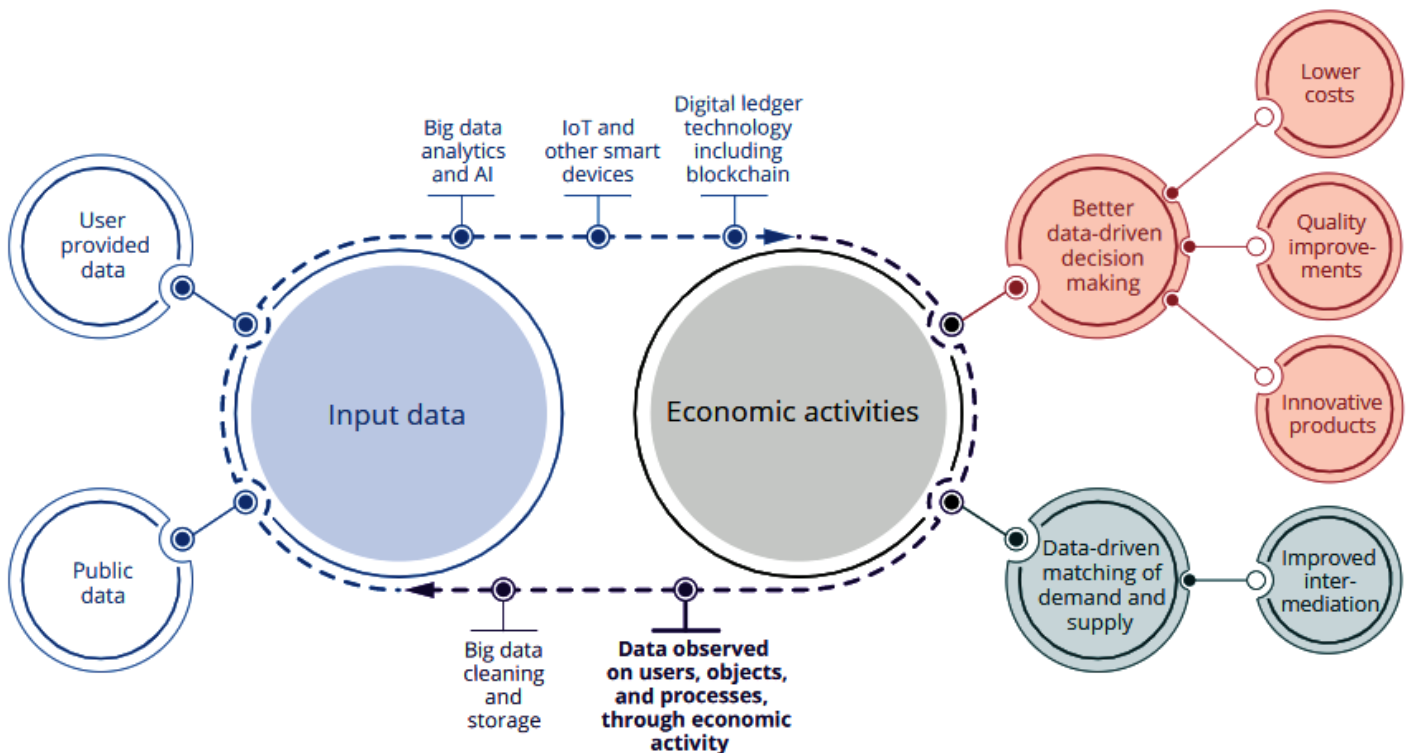 User
provided
data
Public
data
Input data
Big data
analytics
and AI
IoT and
other smart
devices
Digital ledger
technology
including
blockchain
Economic activities
Big data
cleaning
and
storage
Data observed
on users, objects,
and processes,
through economic
activity
Better
data-driven
decision
making
Lower
costs
Quality
improve-
ments
Innovative
products
Data-driven
matching of
demand and
supply
Improved
inter-
mediation